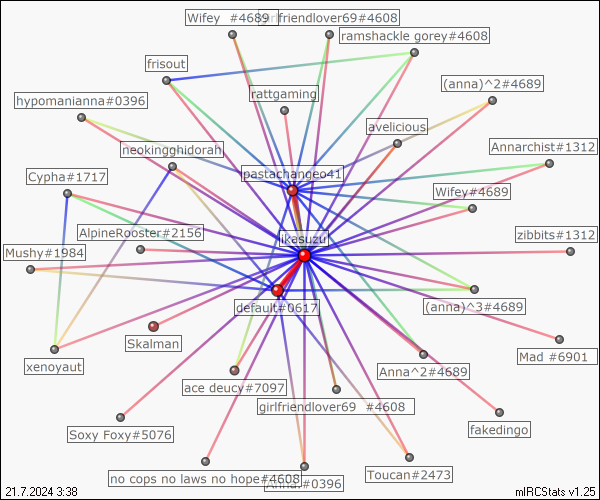 Wifey #4689
girlfriendlover69#4608
ramshackle gorey#4608
frisout
rattgaming
(anna)^2#4689
hypomanianna#0396
avelicious
neokingghidorah
Annarchist#1312
Cypha#1717
pastachangeo41
Wifey#4689
AlpineRooster#2156
ikasuzu
zibbits#1312
Mushy#1984
default#0617
(anna)^3#4689
Skalman
Mad #6901
xenoyaut
Anna^2#4689
ace deucy#7097
girlfriendlover69 #4608
fakedingo
Soxy Foxy#5076
Toucan#2473
no cops no laws no hope#4608
#0396
21.7.2024 3:38
mIRCStats v1.25